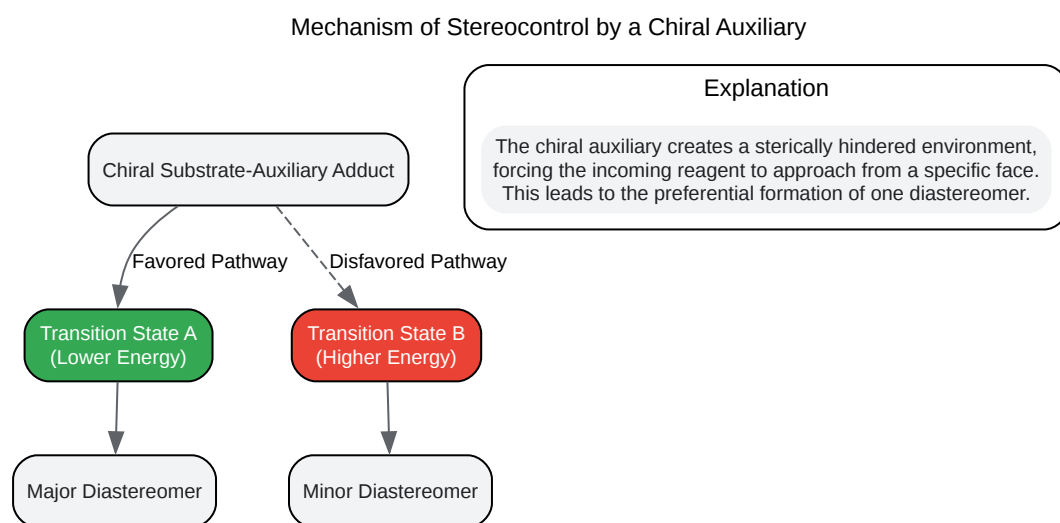 Mechanism of Stereocontrol by a Chiral Auxiliary
Explanation
The chiral auxiliary creates a sterically hindered environment,
forcing the incoming reagent to approach from a specific face.
This leads to the preferential formation of one diastereomer.
Chiral Substrate-Auxiliary Adduct
Favored Pathway
Disfavored Pathway
Transition State A
(Lower Energy)
Transition State B
(Higher Energy)
Major Diastereomer
Minor Diastereomer